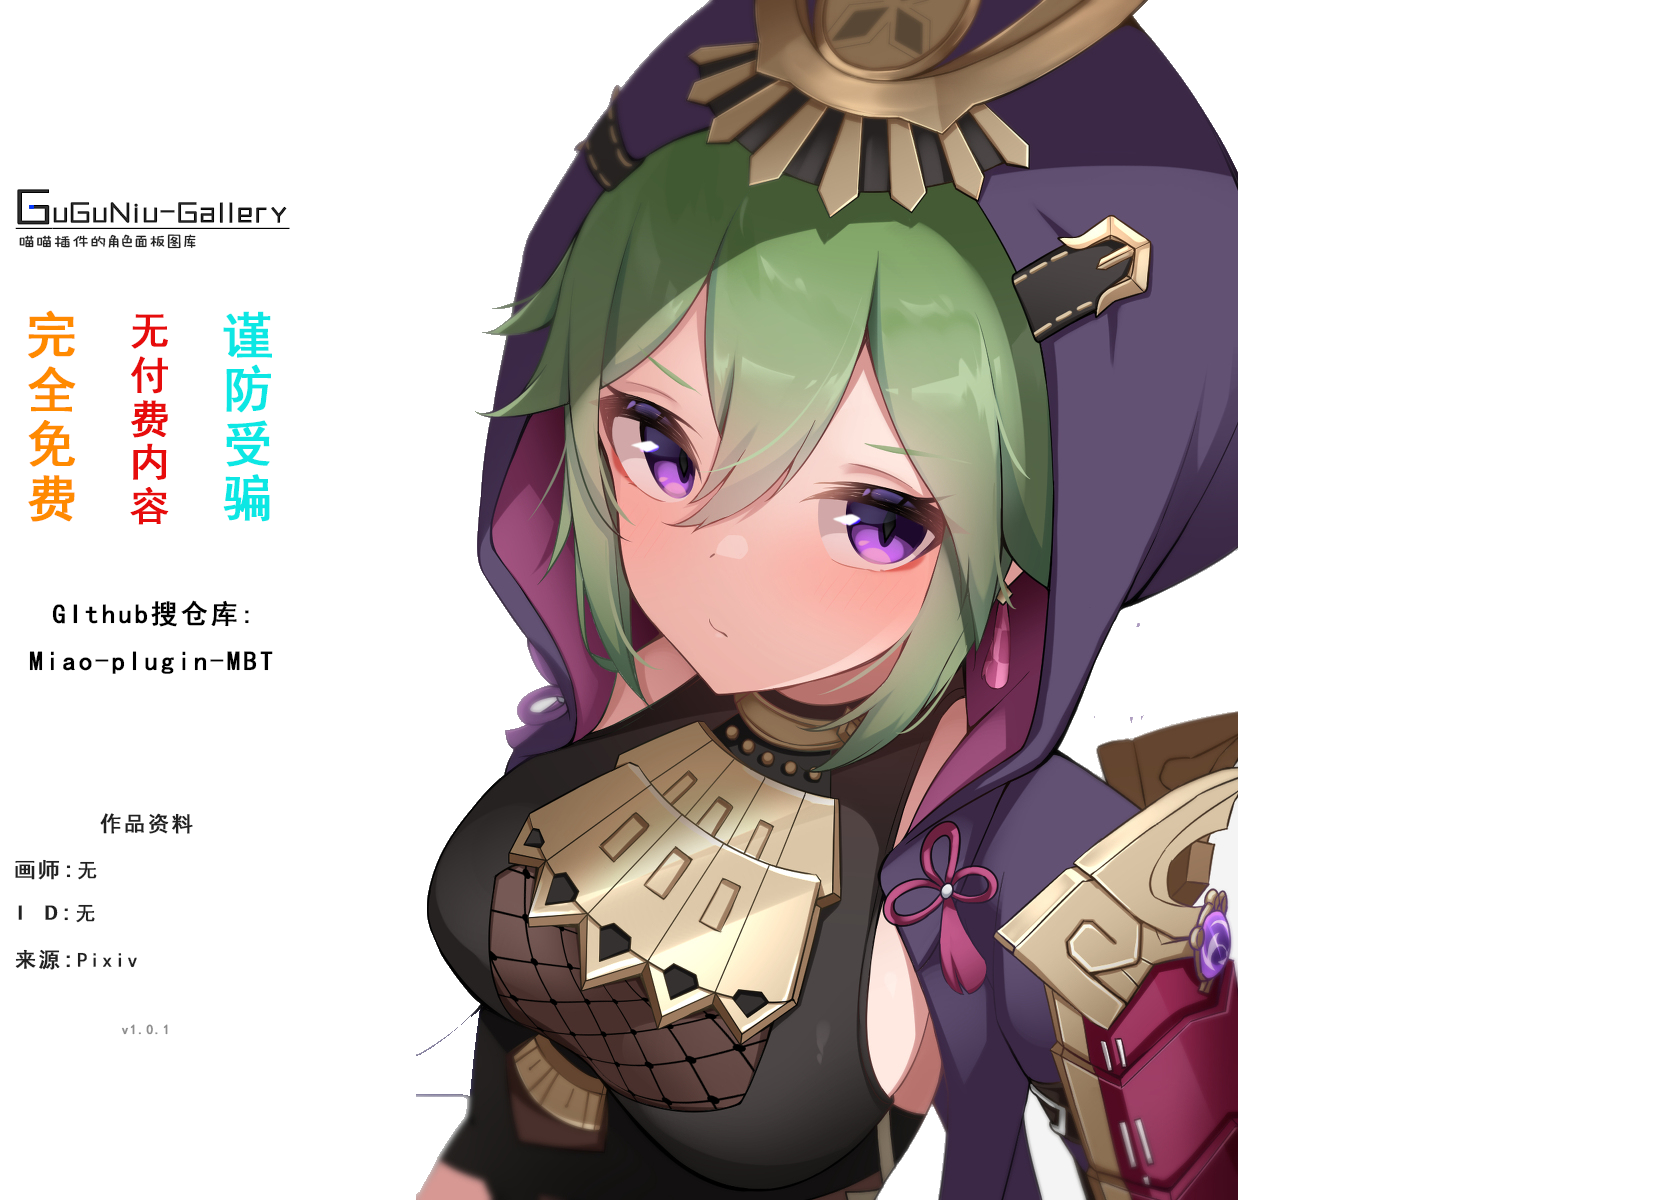 GuGuNiu-Gallery
喵喵插件的角色面板图库
完全免费
无付费内容
谨防受骗
GIthub搜仓库:
Miao-plugin-MBT
作品资料
画师:无
I D:无
来源:Pixiv
v1.0.1